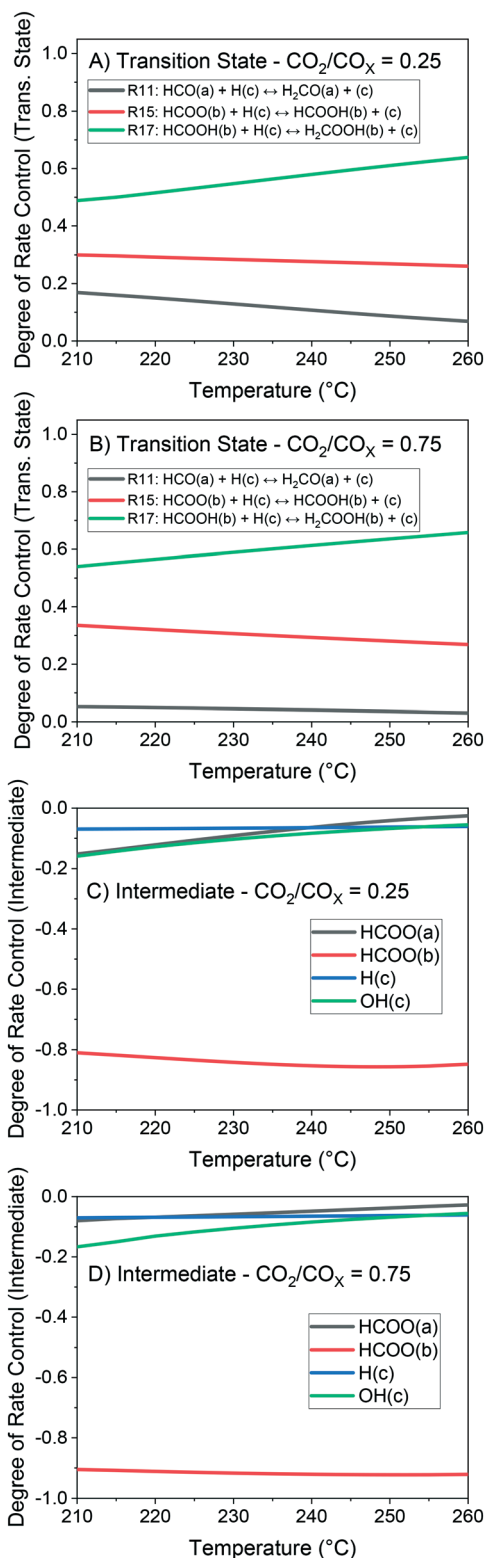 A) Transition State - CO₂/COₓ = 0.25
R11: HCO(a) + H(c) ↔ H₂CO(a) + (c)
R15: HCOO(b) + H(c) ↔ HCOOH(b) + (c)
R17: HCOOH(b) + H(c) ↔ H₂COOH(b) + (c)
Degree of Rate Control (Trans. State)
1.0
0.8
0.6
0.4
0.2
0.0
210 220 230 240 250 260
Temperature (°C)
B) Transition State - CO₂/COₓ = 0.75
R11: HCO(a) + H(c) ↔ H₂CO(a) + (c)
R15: HCOO(b) + H(c) ↔ HCOOH(b) + (c)
R17: HCOOH(b) + H(c) ↔ H₂COOH(b) + (c)
Degree of Rate Control (Trans. State)
1.0
0.8
0.6
0.4
0.2
0.0
210 220 230 240 250 260
Temperature (°C)
Degree of Rate Control (Intermediate)
0.0
-0.2
-0.4
-0.6
-0.8
-1.0
C) Intermediate - CO₂/COₓ = 0.25
HCOO(a)
HCOO(b)
H(c)
OH(c)
210 220 230 240 250 260
Temperature (°C)
Degree of Rate Control (Intermediate)
0.0
-0.2
-0.4
-0.6
-0.8
-1.0
D) Intermediate - CO₂/COₓ = 0.75
HCOO(a)
HCOO(b)
H(c)
OH(c)
210 220 230 240 250 260
Temperature (°C)